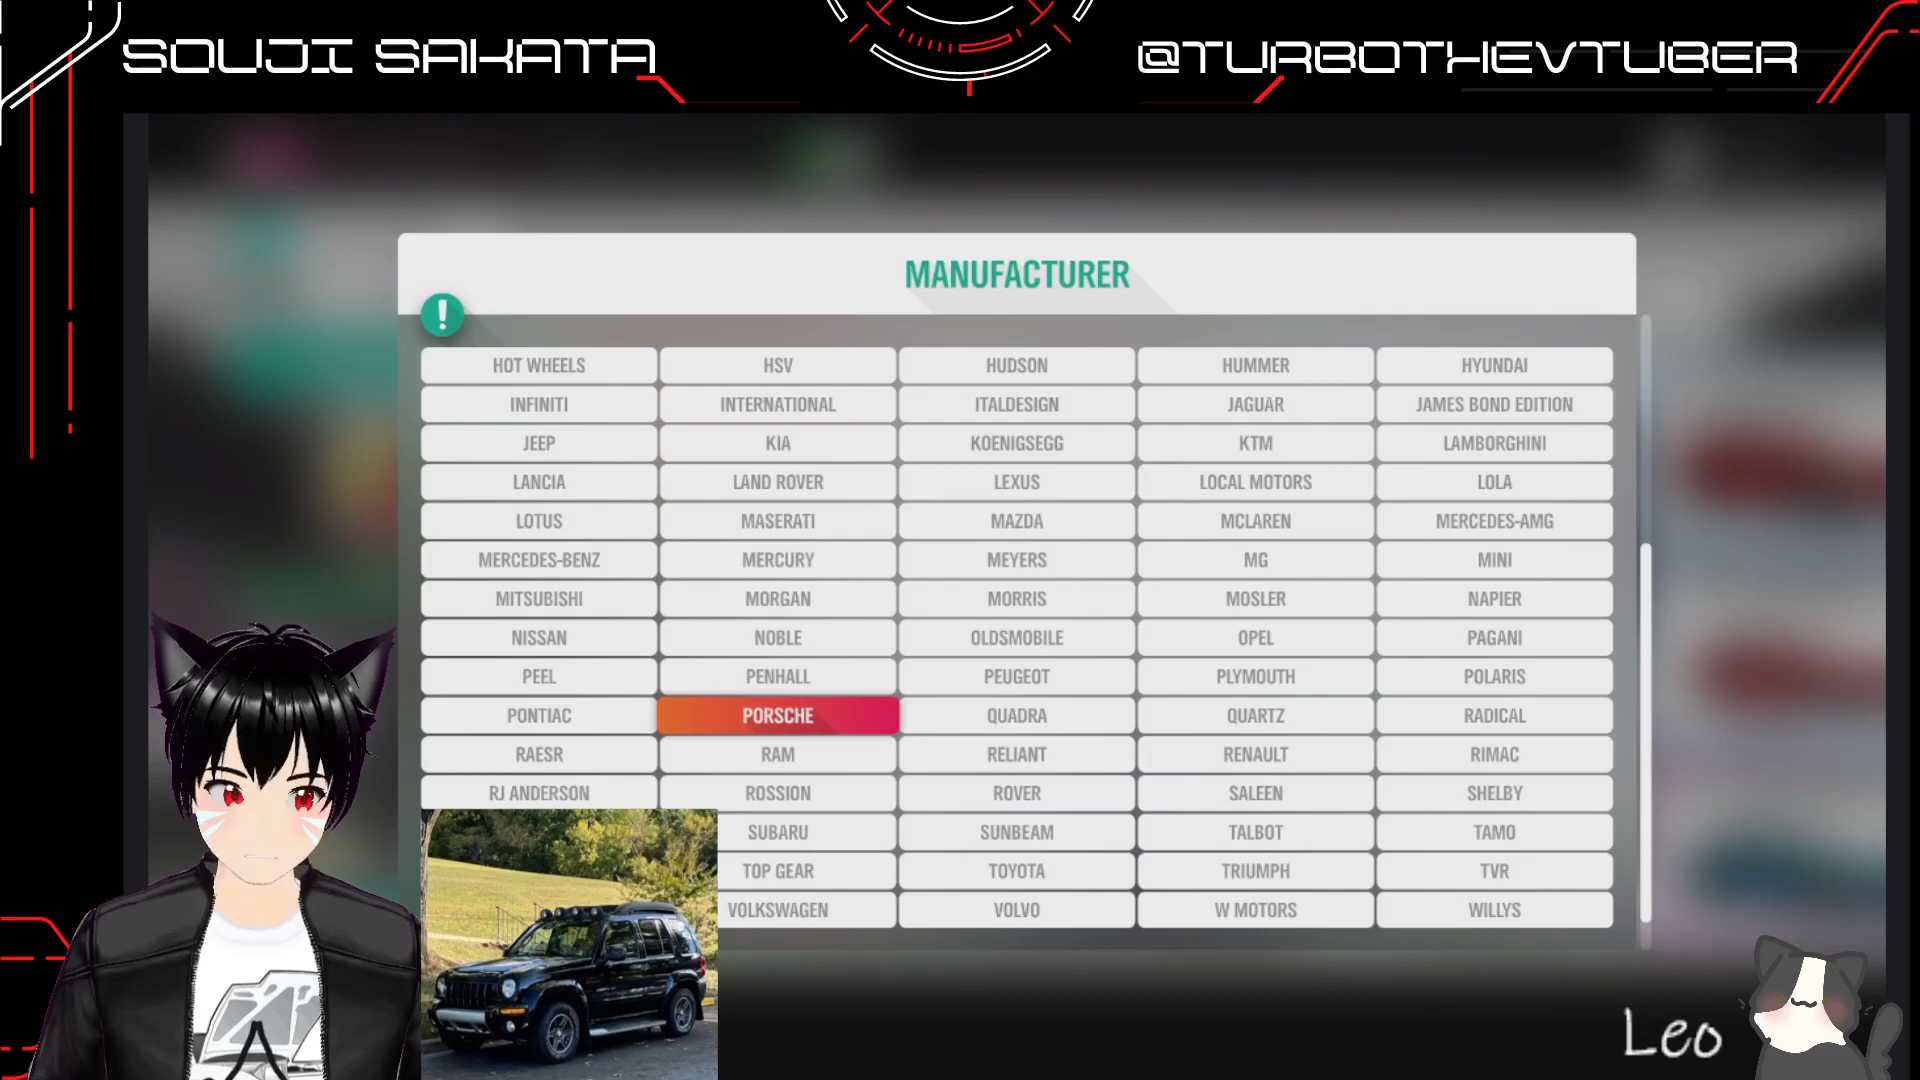 SOUJI SAKATA
@TURBOTHEVTUBER
MANUFACTURER
!
HOT WHEELS HSV HUDSON HUMMER HYUNDAI
INFINITI INTERNATIONAL ITALDESIGN JAGUAR JAMES BOND EDITION
JEEP KIA KOENIGSEGG KTM LAMBORGHINI
LANCIA LAND ROVER LEXUS LOCAL MOTORS LOLA
LOTUS MASERATI MAZDA MCLAREN MERCEDES-AMG
MERCEDES-BENZ MERCURY MEYERS MG MINI
MITSUBISHI MORGAN MORRIS MOSLER NAPIER
NISSAN NOBLE OLDSMOBILE OPEL PAGANI
PEEL PENHALL PEUGEOT PLYMOUTH POLARIS
PONTIAC PORSCHE QUADRA QUARTZ RADICAL
RAESR RAM RELIANT RENAULT RIMAC
RJ ANDERSON ROSSION ROVER SALEEN SHELBY
SUBARU SUNBEAM TALBOT TAMO
TOP GEAR TOYOTA TRIUMPH TVR
VOLKSWAGEN VOLVO W MOTORS WILLYS
Leo